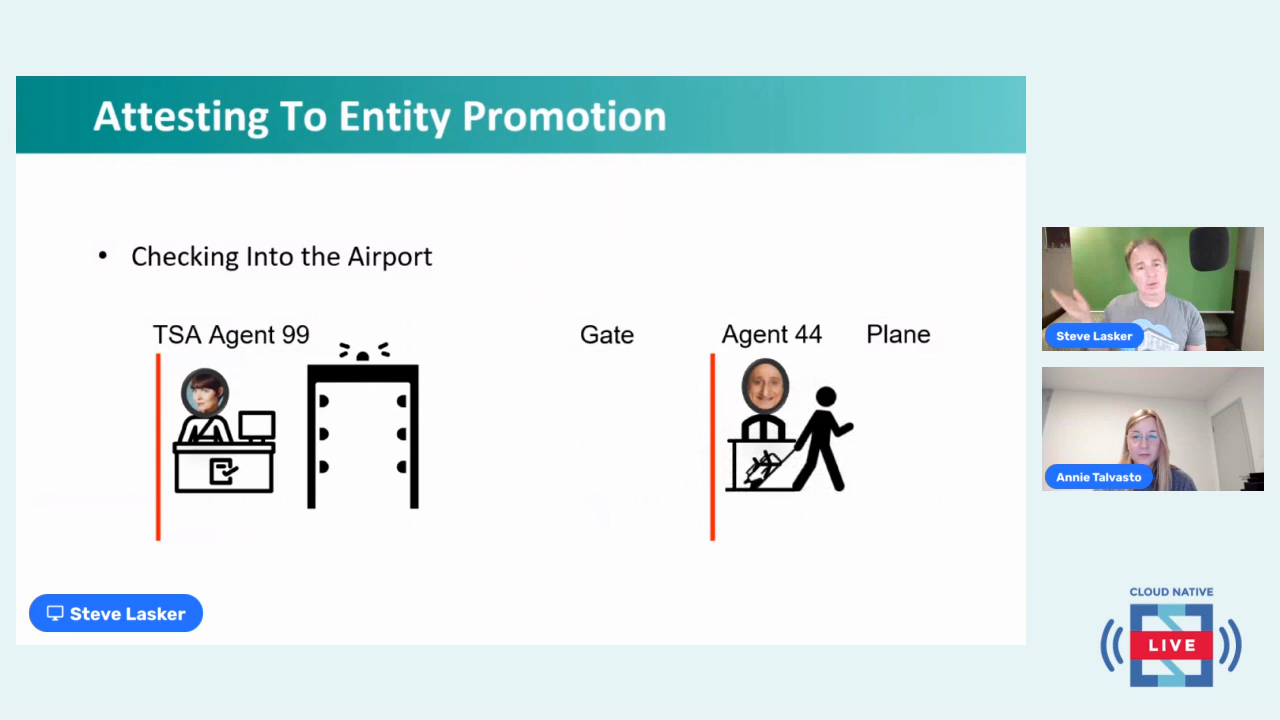 Attesting To Entity Promotion
• Checking Into the Airport
TSA Agent 99
Gate
Agent 44
Plane
Steve Lasker
Steve Lasker
Annie Talvasto
CLOUD NATIVE
LIVE